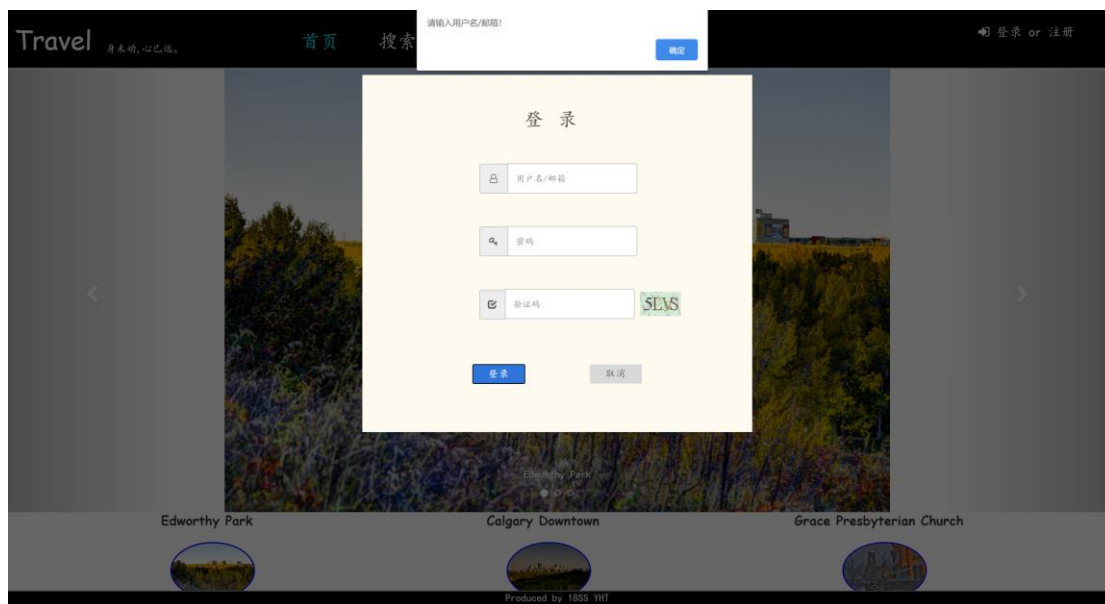 Travel 身未动,心已远。
首页 搜索
请输入用户名/邮箱!
确定
登录 or 注册
登 录
用户名/邮箱
密码
验证码 5LVS
登录 取消
Edworthy Park
Edworthy Park Calgary Downtown Grace Presbyterian Church
Produced by 18SS YHT